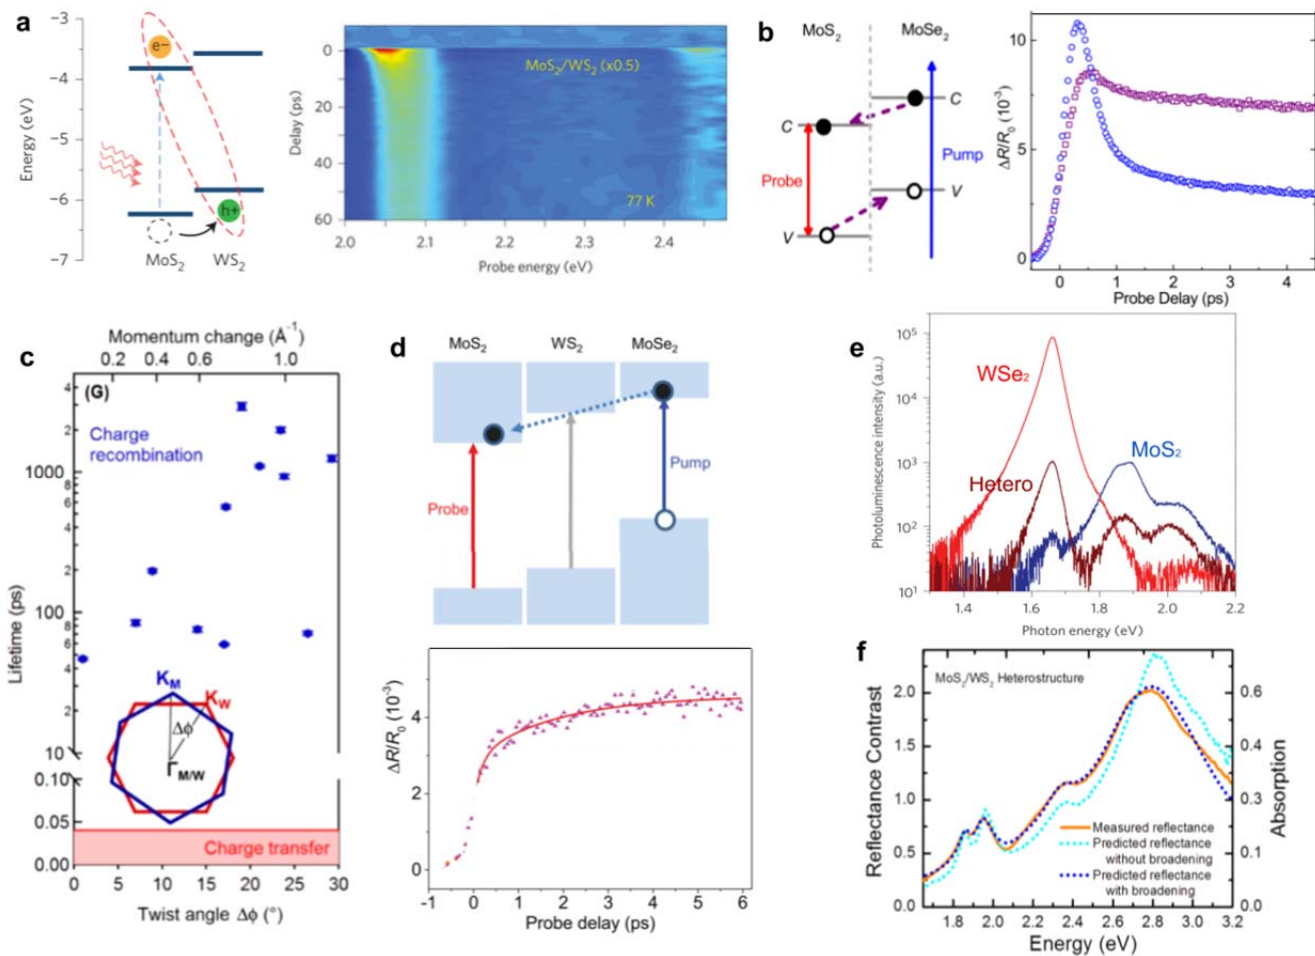 a
−3
−4
−5
−6
−7
Energy (eV)
e−
h+
MoS2
WS2
Delay (ps)
0
20
40
60
MoS2/WS2 (x0.5)
77 K
2.0
2.1
2.2
2.3
2.4
Probe energy (eV)
b
MoS2
MoSe2
C
C
Pump
Probe
V
V
ΔR/R0 (10-3)
10
5
0
0
1
2
3
4
Probe Delay (ps)
c
Momentum change (Å-1)
0.2
0.4
0.6
1.0
(G)
Charge
recombination
Lifetime (ps)
4
2
1000
8
6
4
2
100
8
6
4
2
10
0.10
0.05
0.00
KM
KW
Δϕ
ΓM/W
Charge transfer
0
5
10
15
20
25
30
Twist angle Δϕ (°)
d
MoS2
WS2
MoSe2
Pump
Probe
ΔR/R0 (10-3)
4
2
0
-1
0
1
2
3
4
5
6
Probe delay (ps)
e
Photoluminescence intensity (a.u.)
105
104
103
102
101
WSe2
MoS2
Hetero
1.4
1.6
1.8
2.0
2.2
Photon energy (eV)
f
MoS2/WS2 Heterostructure
Reflectance Contrast
2.0
1.5
1.0
0.5
0.0
Measured reflectance
Predicted reflectance
without broadening
Predicted reflectance
with broadening
0.6
0.4
0.3
0.1
0.0
Absorption
1.8
2.0
2.2
2.4
2.6
2.8
3.0
3.2
Energy (eV)